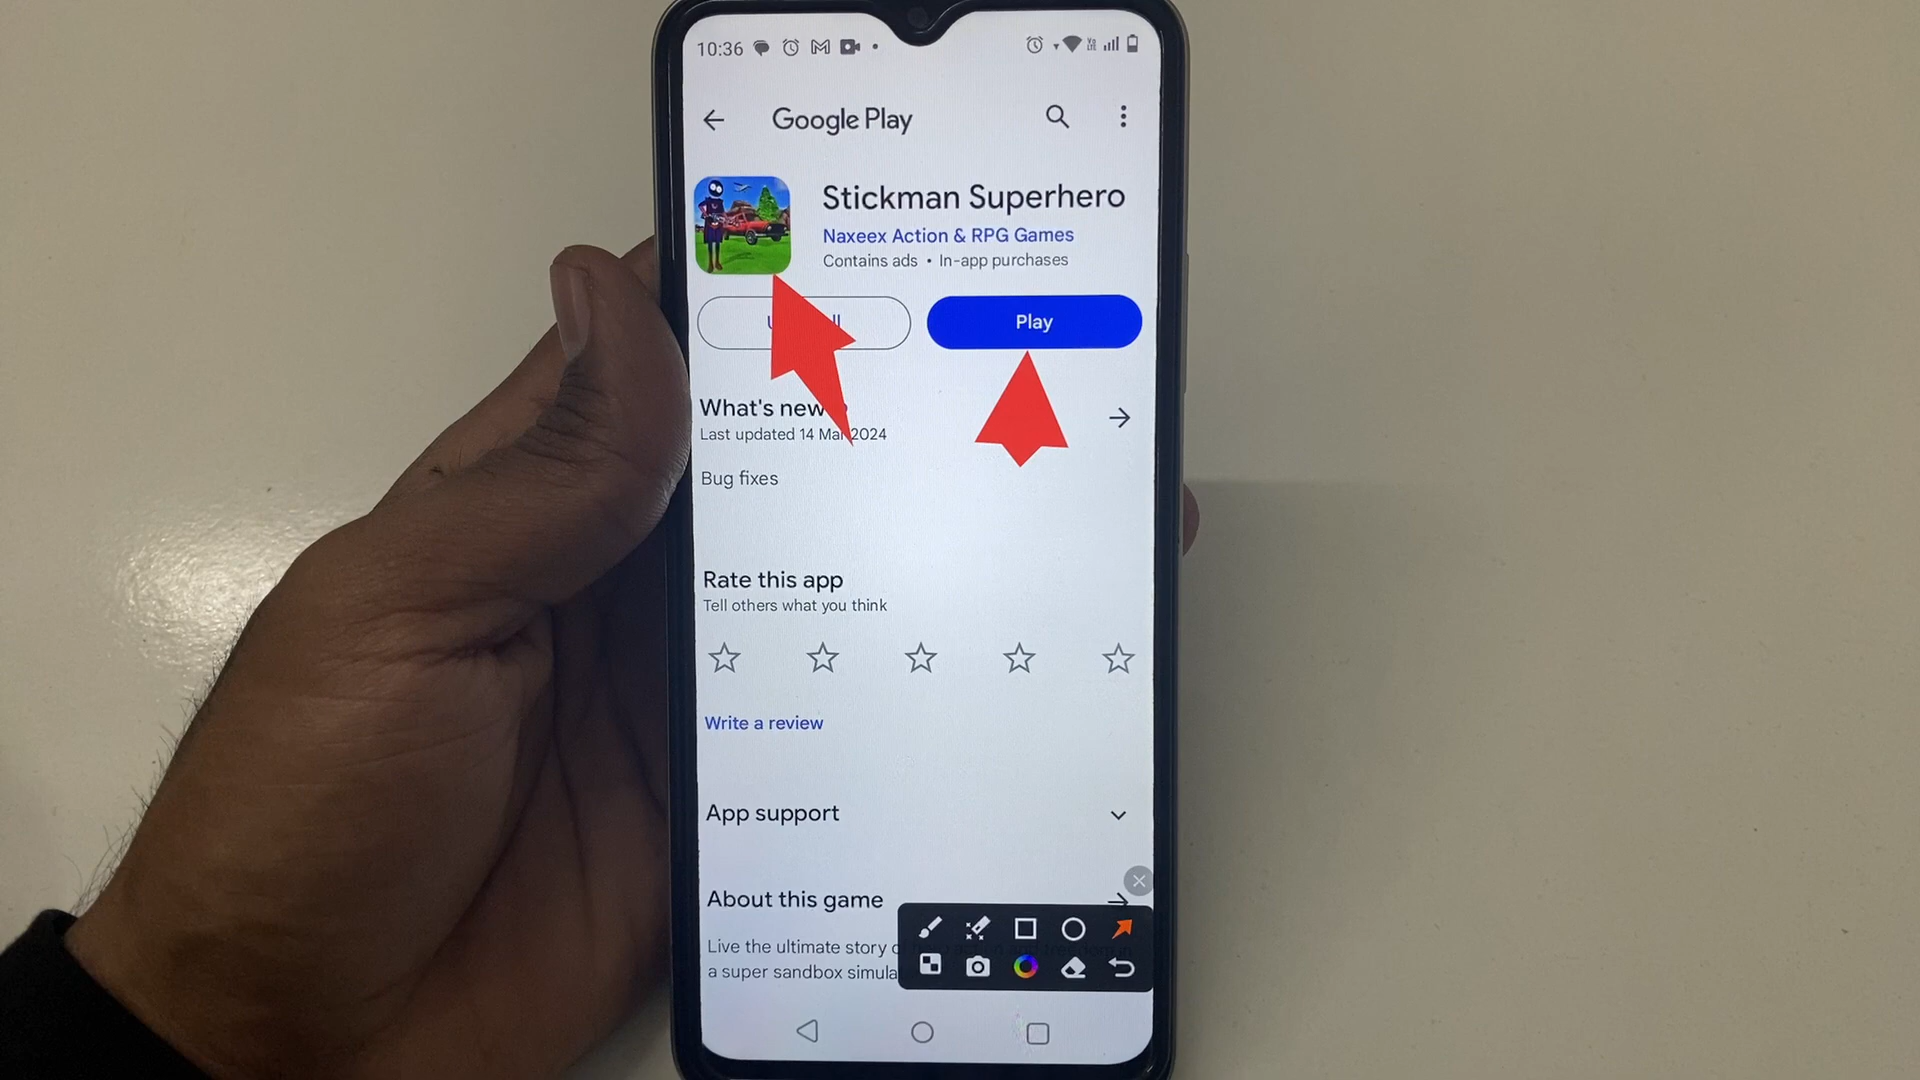 10:36
Google Play
Stickman Superhero
Naxeex Action & RPG Games
Contains ads • In-app purchases
Play
What's new
Last updated 14 Mar 2024
Bug fixes
Rate this app
Tell others what you think
Write a review
App support
About this game
Live the ultimate story
a super sandbox